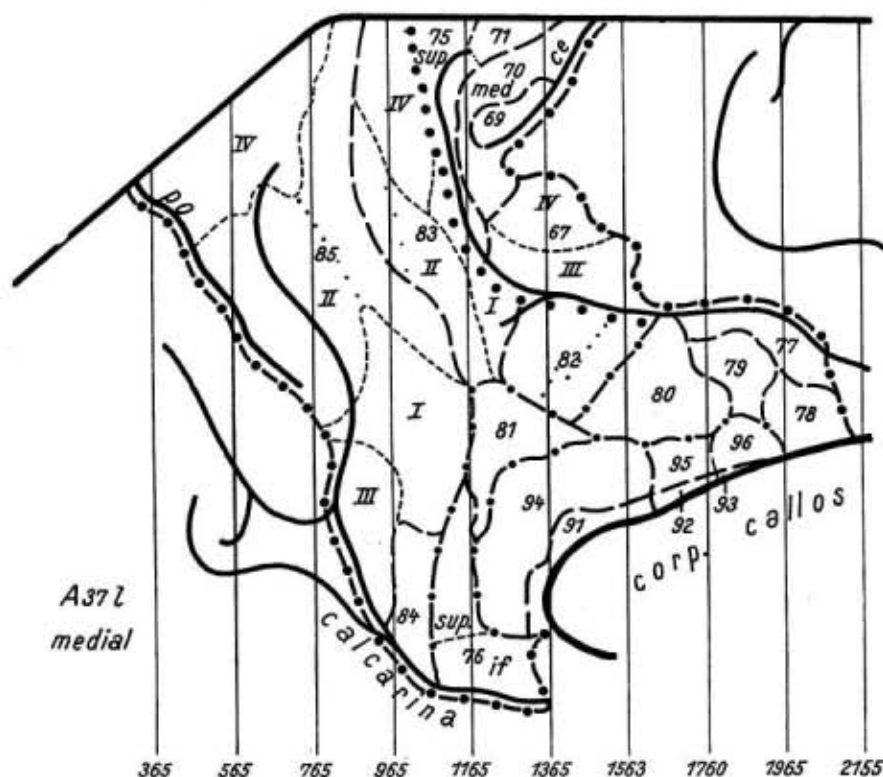 75 71
sup. ce
70
med
IV 69
IV
po IV
67
83
85 II III
II I
82 77
79
80
I 81 78
96
95
III 94
91 93
92 callos
corp.
A37 l
medial
84 sup.
calcarina 76 if
365 565 765 965 1165 1365 1563 1760 1965 2155